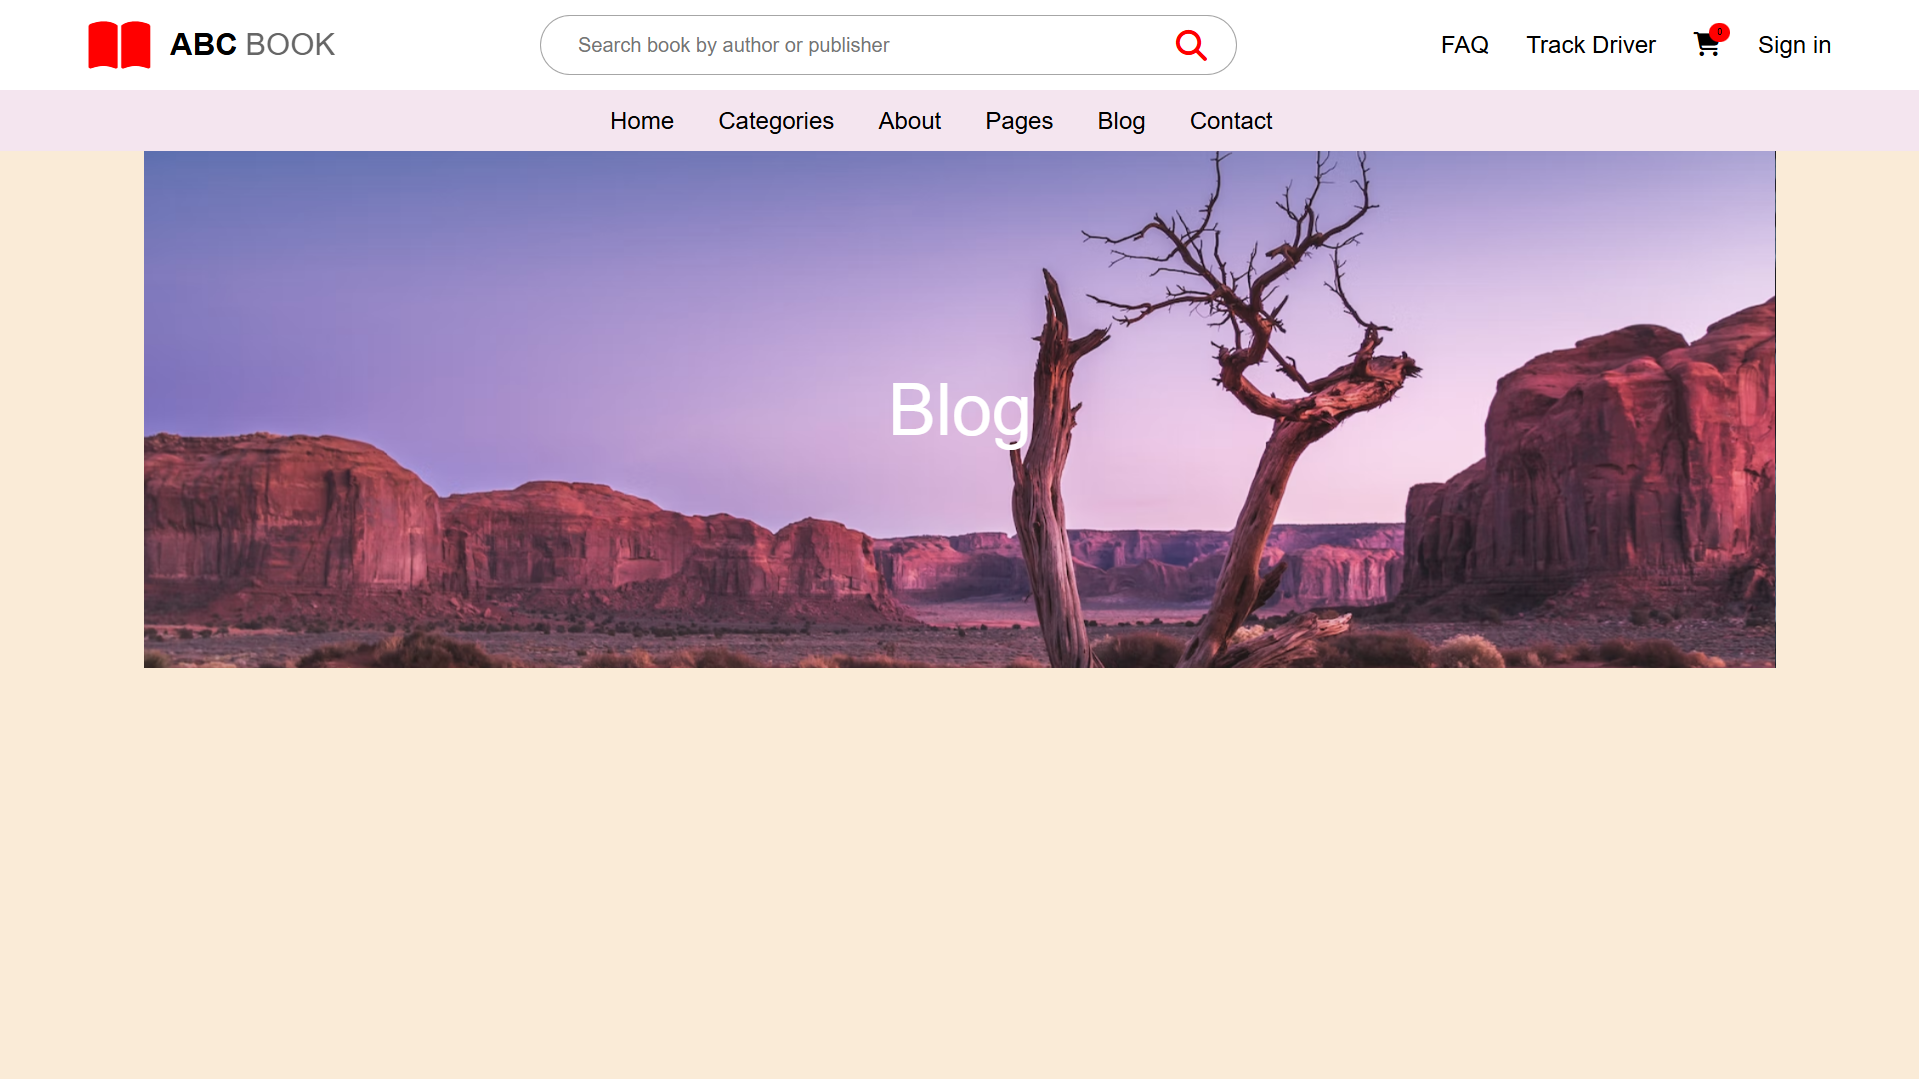 ABC BOOK
Search book by author or publisher
FAQ
Track Driver
0
Sign in
Home
Categories
About
Pages
Blog
Contact
Blog